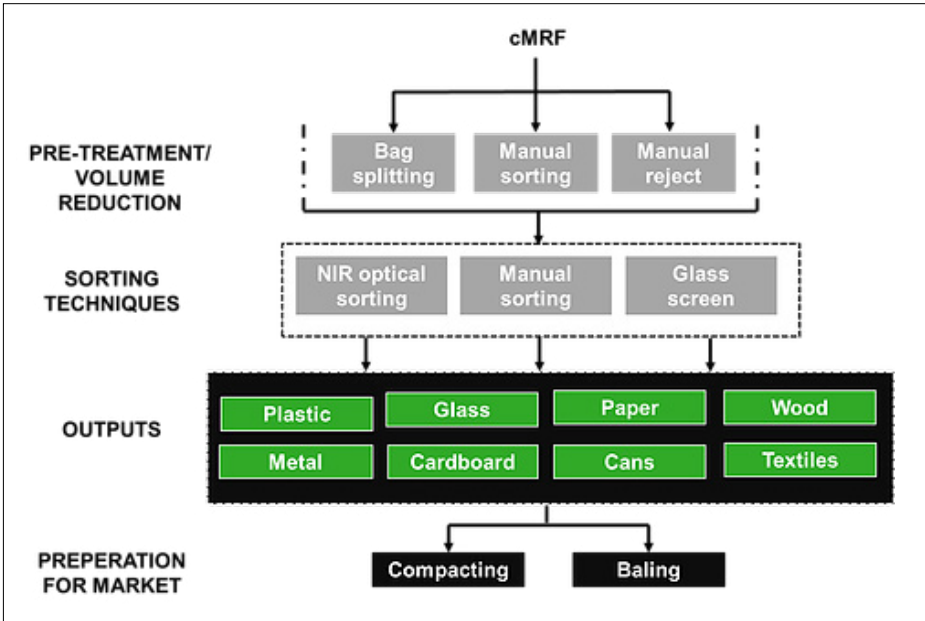 cMRF
PRE-TREATMENT/
VOLUME
REDUCTION
Bag
splitting
Manual
sorting
Manual
reject
SORTING
TECHNIQUES
NIR optical
sorting
Manual
sorting
Glass
screen
OUTPUTS
Plastic
Glass
Paper
Wood
Metal
Cardboard
Cans
Textiles
PREPERATION
FOR MARKET
Compacting
Baling